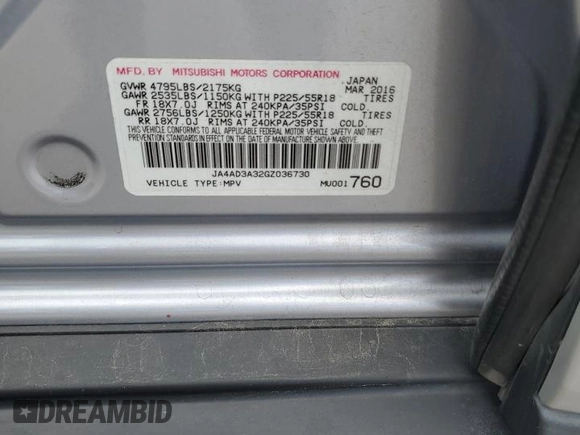 MFD. BY MITSUBISHI MOTORS CORPORATION JAPAN
GVWR 4795LBS/2175KG MAR 2016
GAWR 2535LBS/1150KG WITH P225/55R18 TIRES
FR 18X7.0J RIMS AT 240KPA/35PSI COLD.
GAWR 2756LBS/1250KG WITH P225/55R18 TIRES
RR 18X7.0J RIMS AT 240KPA/35PSI COLD.
THIS VEHICLE CONFORMS TO ALL APPLICABLE FEDERAL MOTOR VEHICLE SAFETY, BUMPER, AND THEFT
PREVENTION STANDARDS IN EFFECT ON THE DATE OF MANUFACTURE SHOWN ABOVE.
JA4AD3A32GZ036730
VEHICLE TYPE:MPV MU001760
DREAMBID